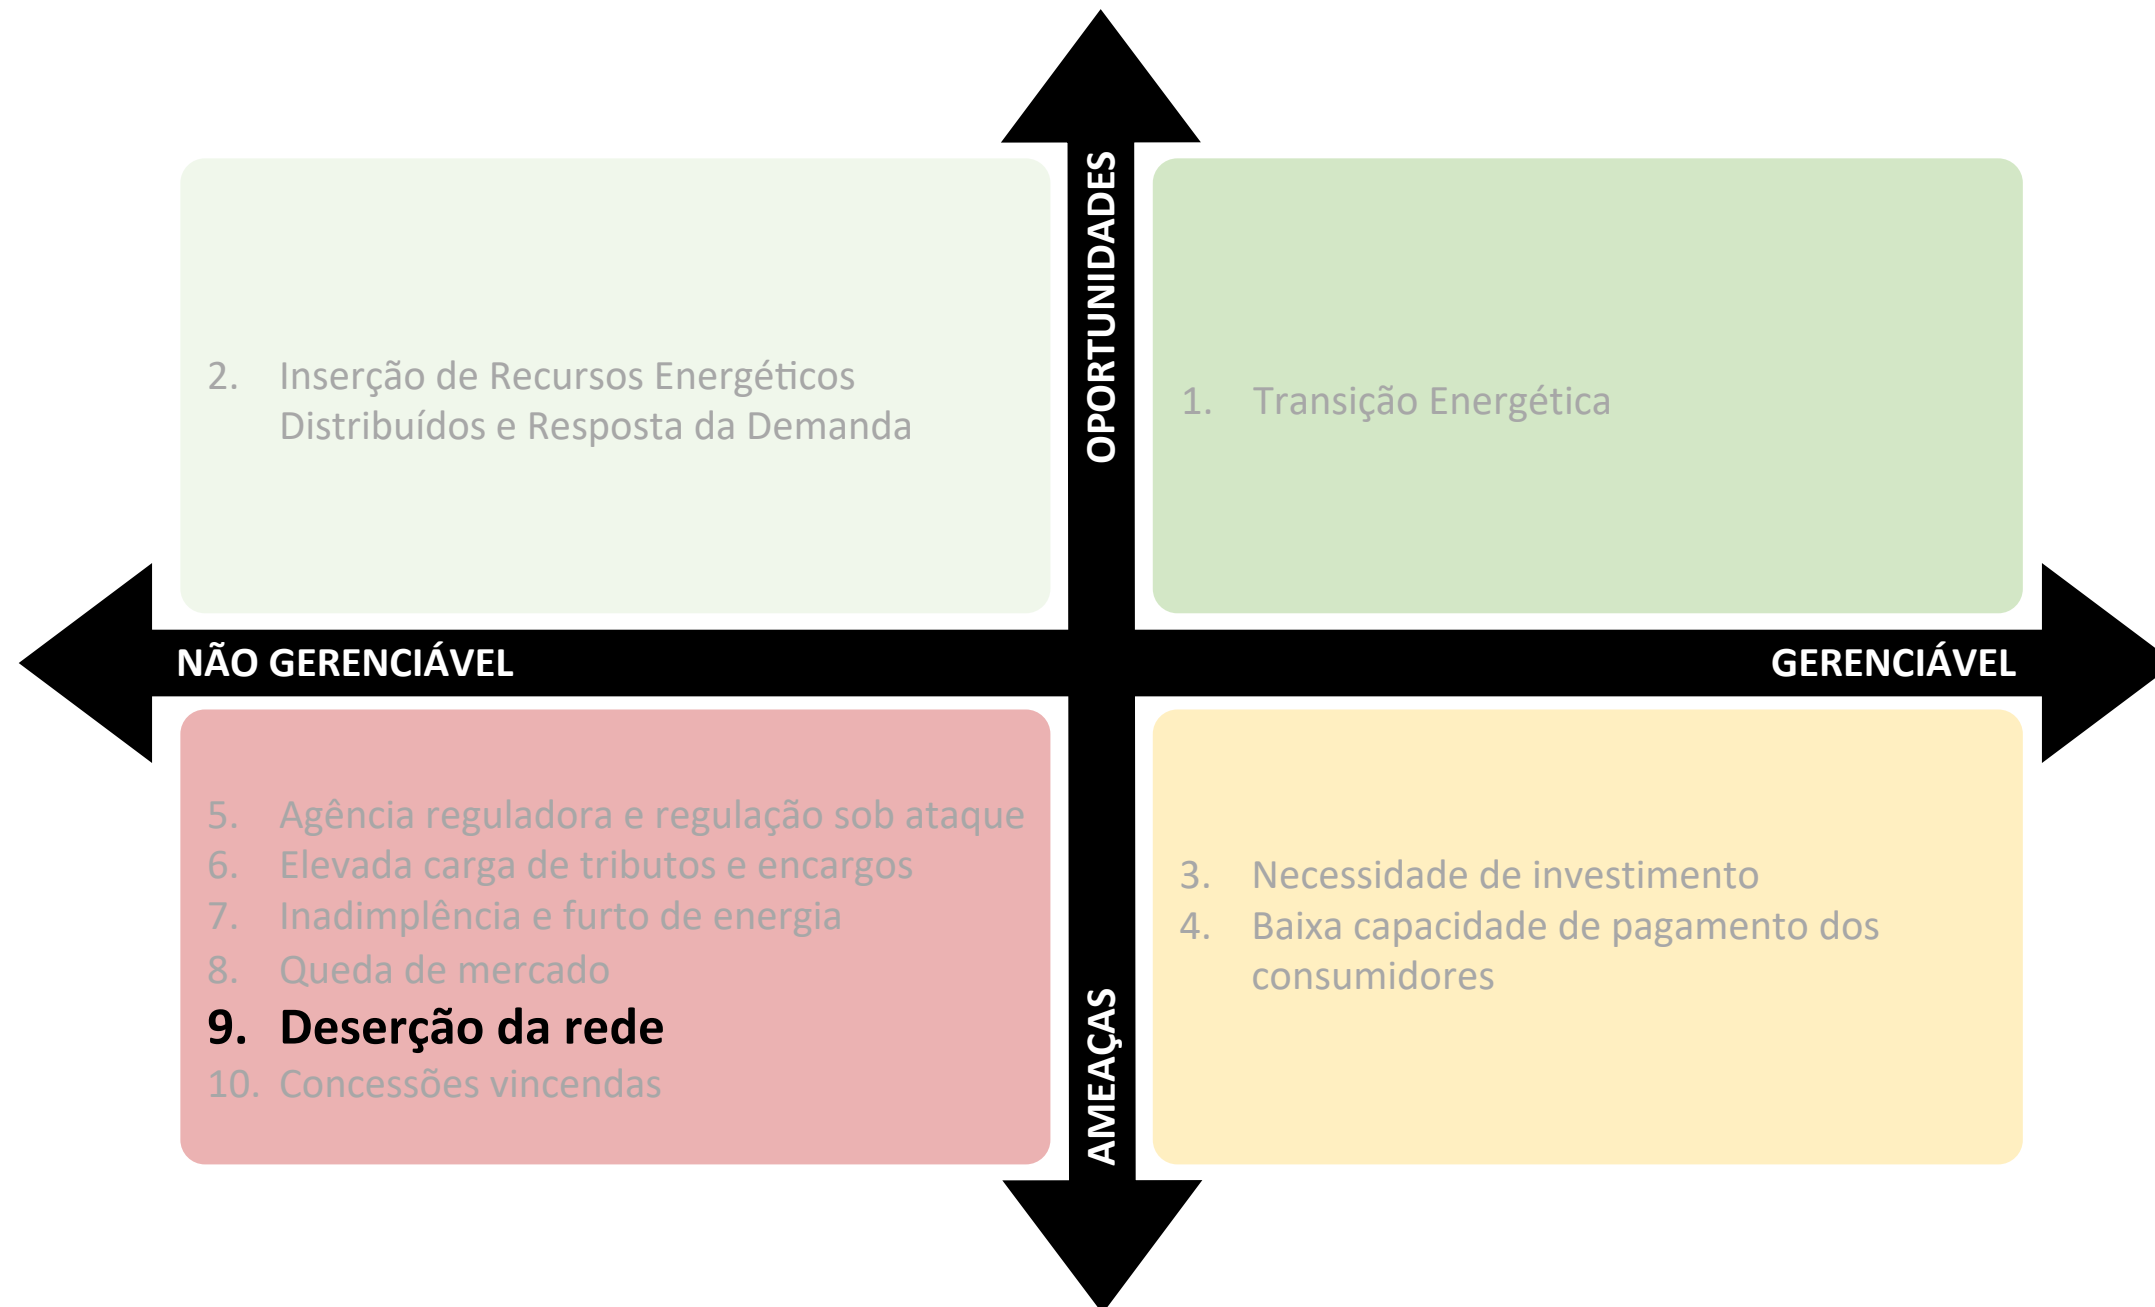 OPORTUNIDADES
2. Inserção de Recursos Energéticos
Distribuídos e Resposta da Demanda
1. Transição Energética
NÃO GERENCIÁVEL
GERENCIÁVEL
5. Agência reguladora e regulação sob ataque
6. Elevada carga de tributos e encargos
7. Inadimplência e furto de energia
8. Queda de mercado
9. Deserção da rede
10. Concessões vincendas
AMEAÇAS
3. Necessidade de investimento
4. Baixa capacidade de pagamento dos
consumidores